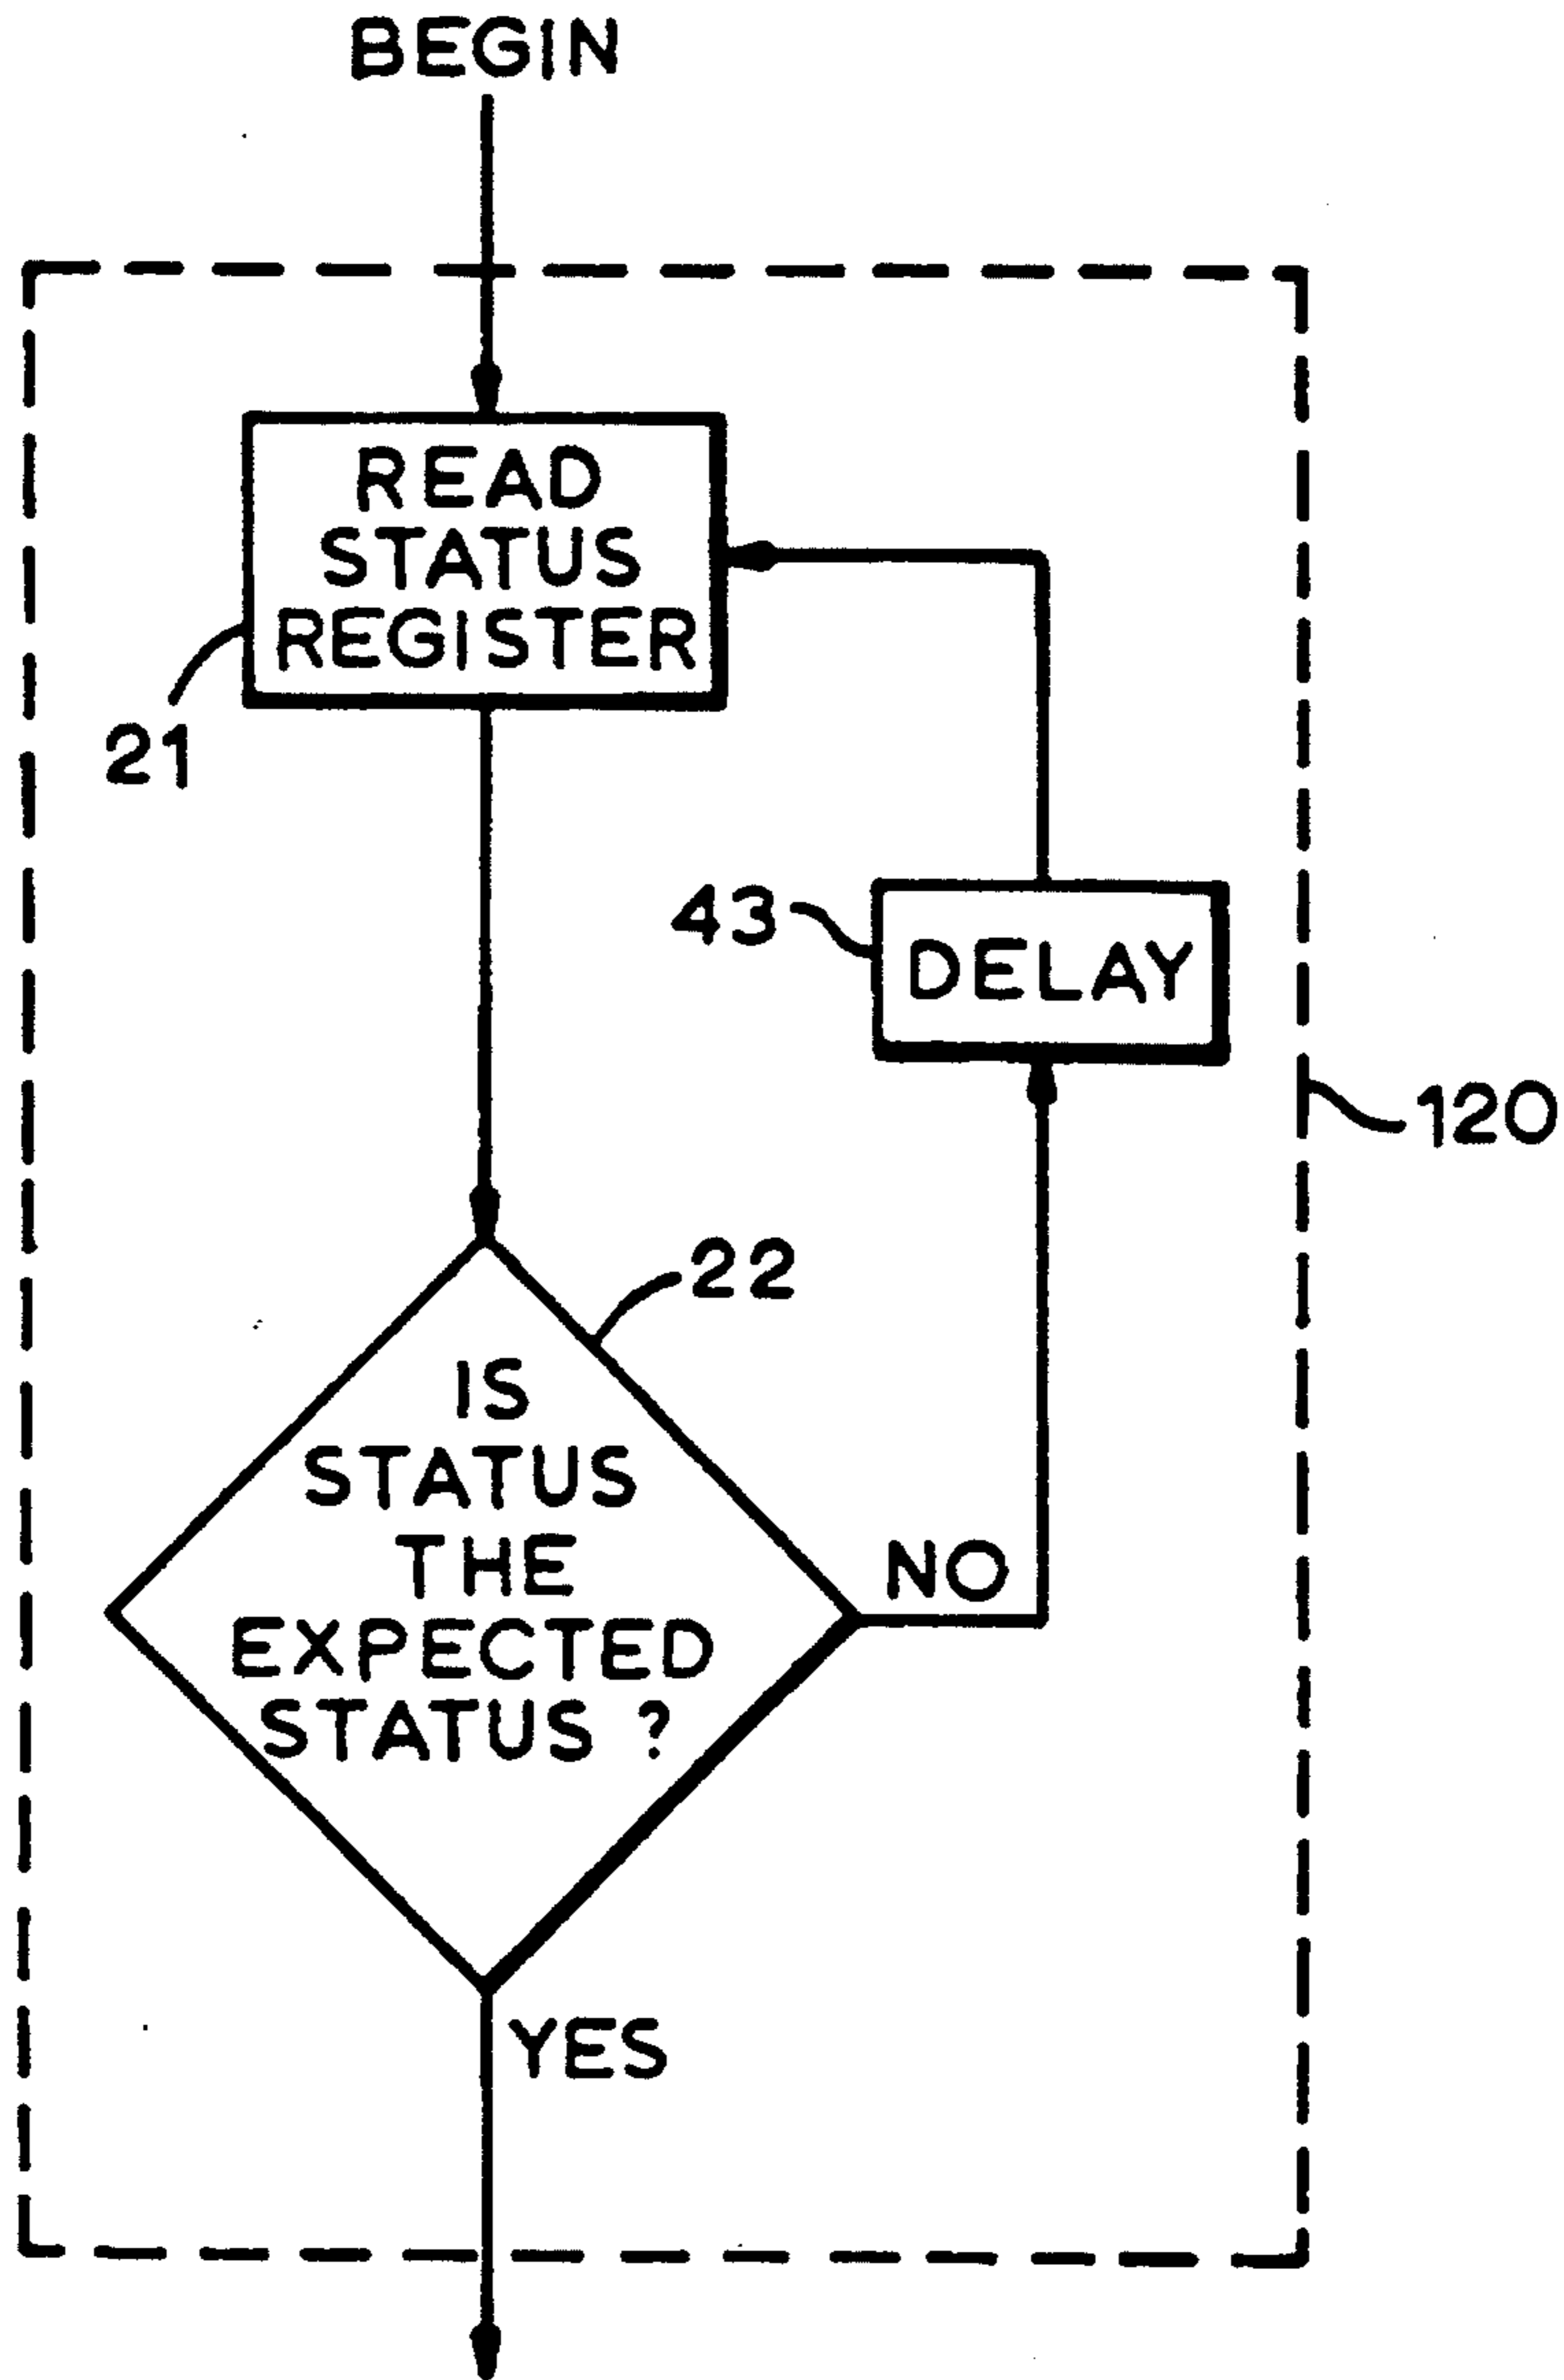 BEGIN
READ
STATUS
REGISTER
21
43
DELAY
120
22
IS
STATUS
THE
EXPECTED
STATUS ?
NO
YES